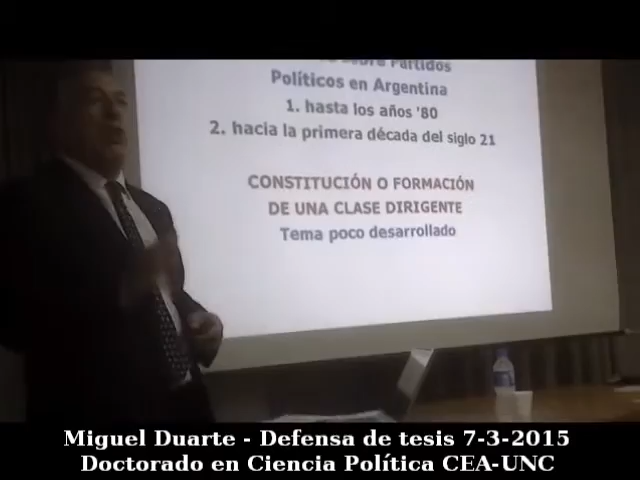 sobre Partidos
Políticos en Argentina
1. hasta los años '80
2. hacia la primera década del siglo 21
CONSTITUCIÓN O FORMACIÓN
DE UNA CLASE DIRIGENTE
Tema poco desarrollado
Miguel Duarte - Defensa de tesis 7-3-2015
Doctorado en Ciencia Política CEA-UNC